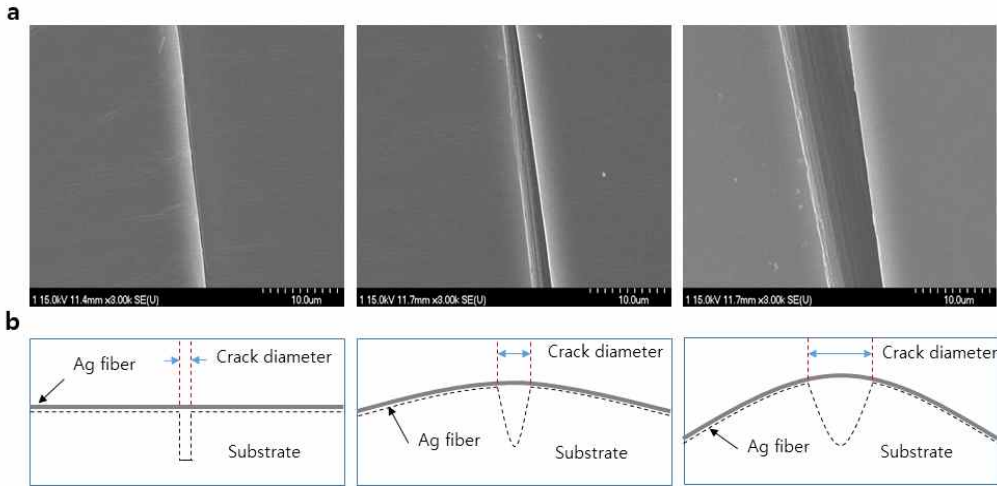 a
1 15.0kV 11.4mm x3.00k SE(U) 10.0um
1 15.0kV 11.7mm x3.00k SE(U) 10.0um
1 15.0kV 11.7mm x3.00k SE(U) 10.0um
b
Ag fiber
Crack diameter
Substrate
Crack diameter
Ag fiber
Substrate
Crack diameter
Ag fiber
Substrate